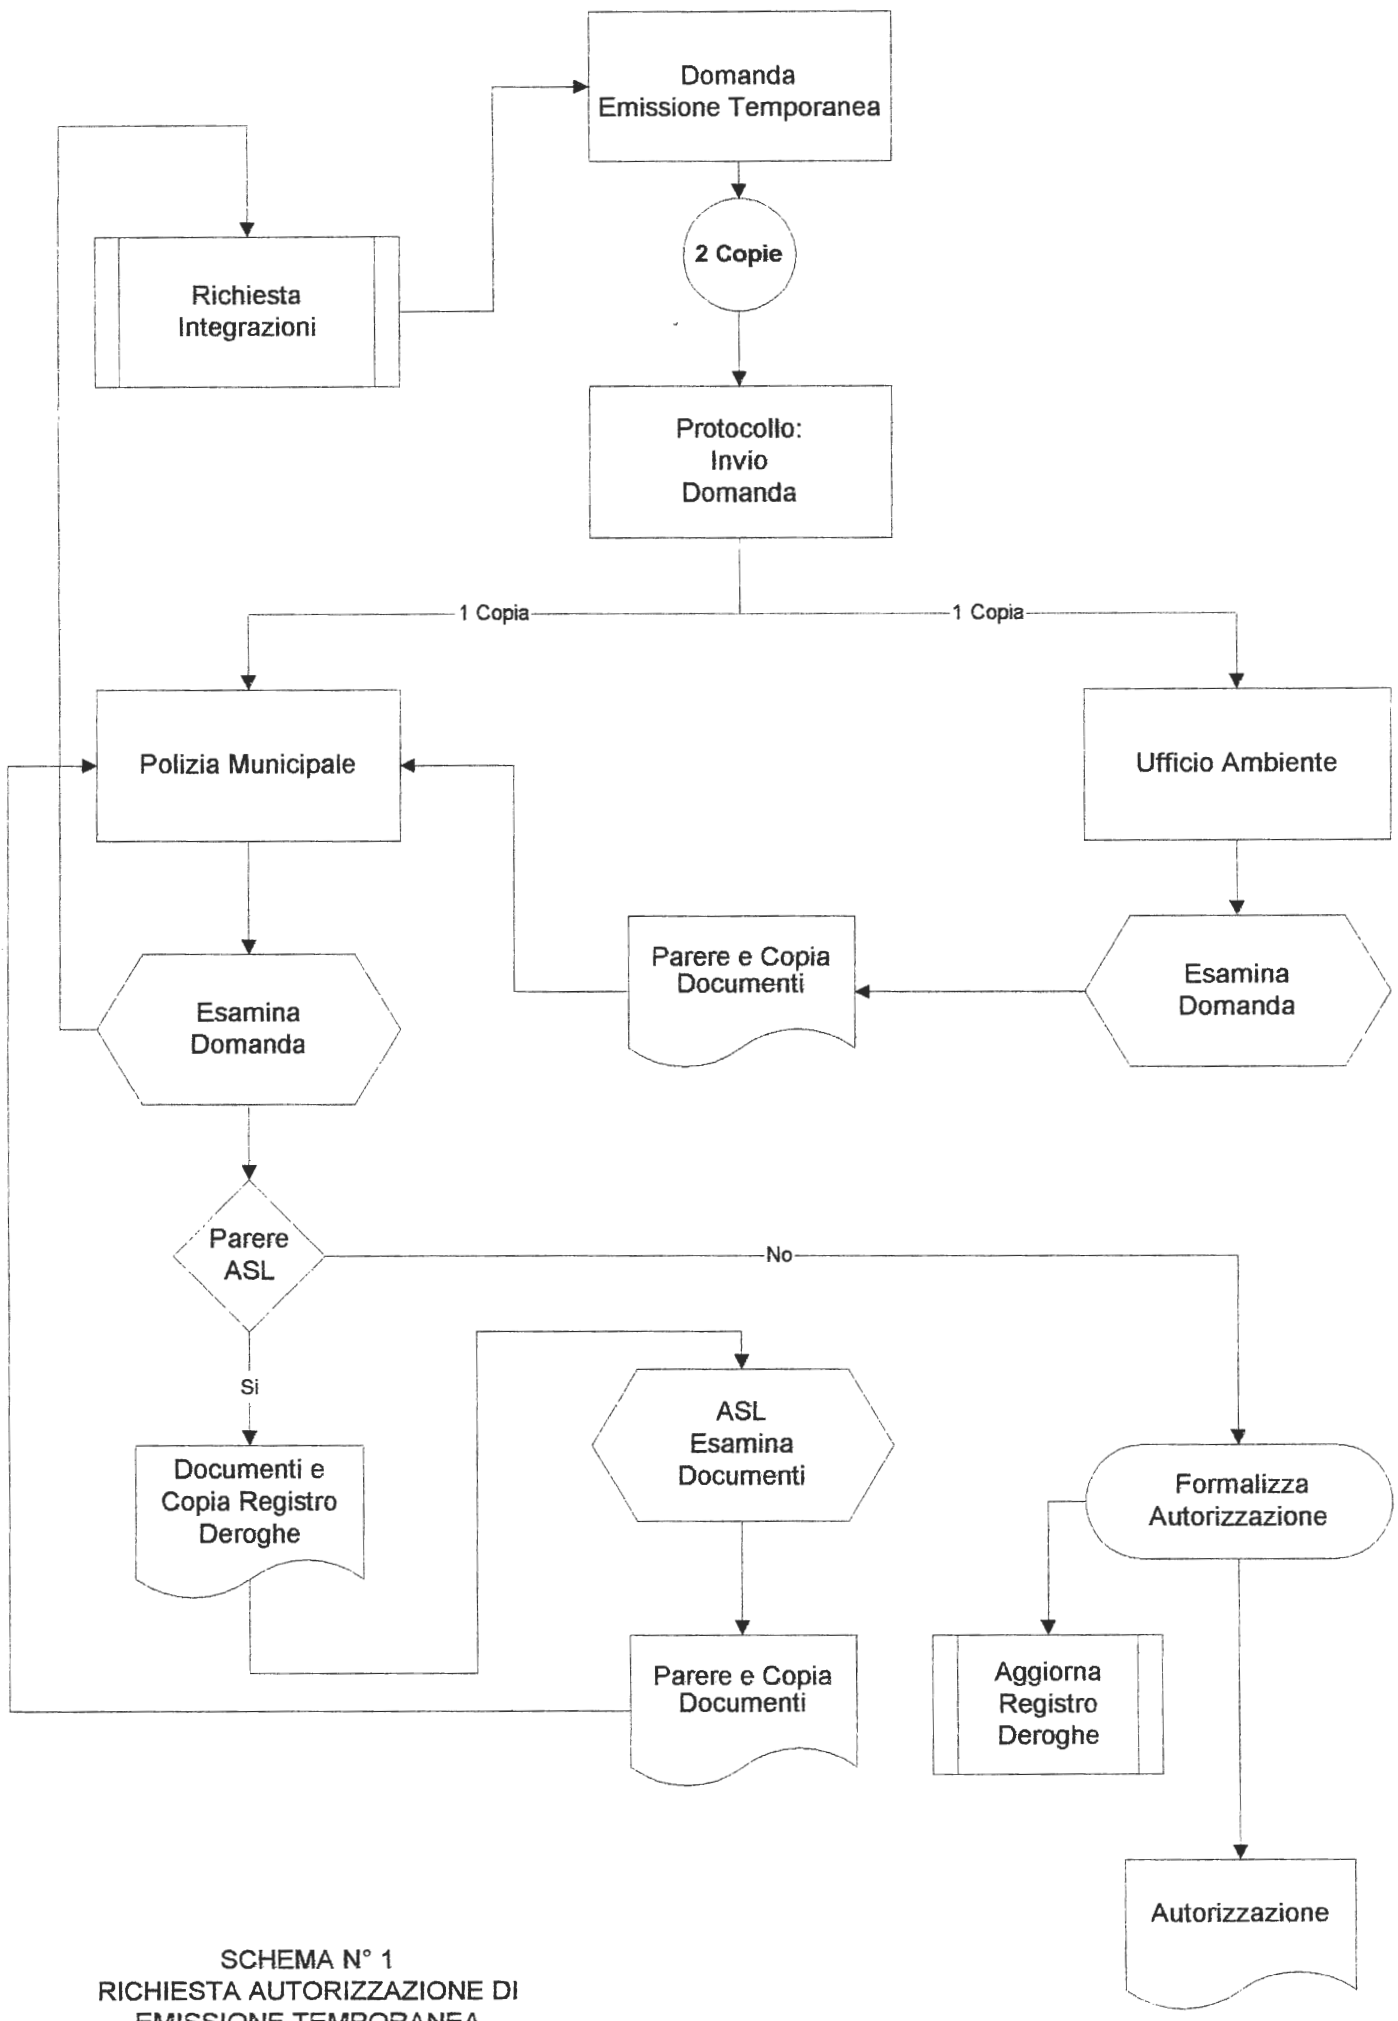 Domanda
Emissione Temporanea
2 Copie
Richiesta
Integrazioni
Protocollo:
Invio
Domanda
1 Copia
1 Copia
Polizia Municipale
Ufficio Ambiente
Parere e Copia
Documenti
Esamina
Domanda
Esamina
Domanda
Parere
ASL
No
Si
ASL
Esamina
Documenti
Documenti e
Copia Registro
Deroghe
Formalizza
Autorizzazione
Parere e Copia
Documenti
Aggiorna
Registro
Deroghe
Autorizzazione
SCHEMA N° 1
RICHIESTA AUTORIZZAZIONE DI
EMISSIONE TEMPORANEA